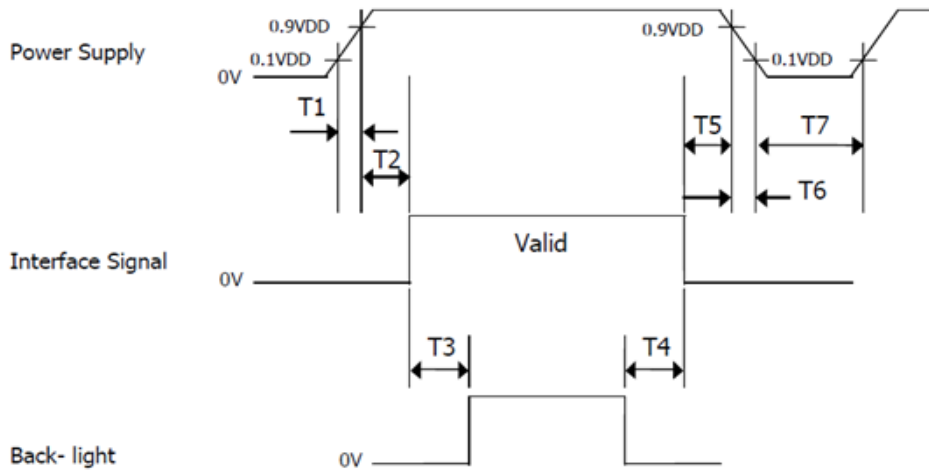 0.9VDD 0.9VDD
Power Supply 0.1VDD 0.1VDD
0V
T1 T5 T7
T2
T6
Valid
Interface Signal
0V
T3 T4
Back- light 0V